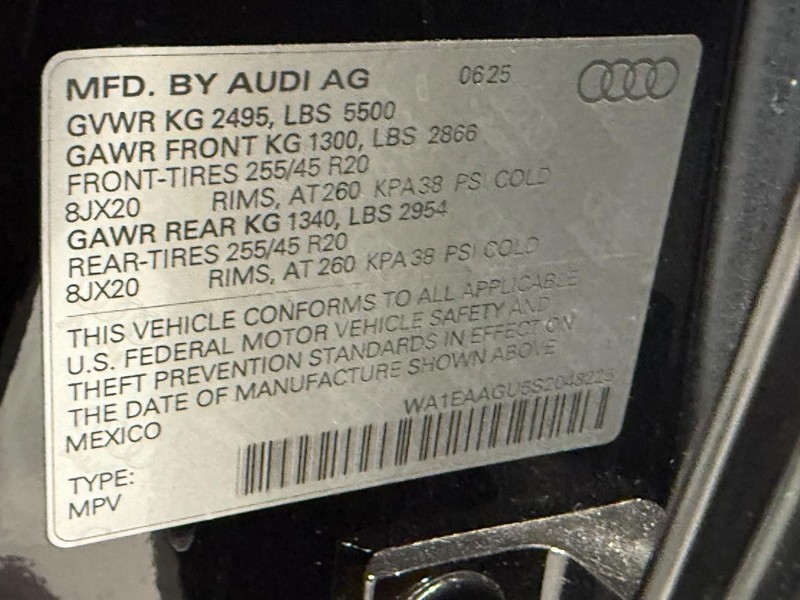 MFD. BY AUDI AG 06 25
GVWR KG 2495, LBS 5500
GAWR FRONT KG 1300, LBS 2866
FRONT-TIRES 255/45 R20
8JX20 RIMS, AT 260 KPA 38 PSI COLD
GAWR REAR KG 1340, LBS 2954
REAR-TIRES 255/45 R20
8JX20 RIMS, AT 260 KPA 38 PSI COLD
THIS VEHICLE CONFORMS TO ALL APPLICABLE
U.S. FEDERAL MOTOR VEHICLE SAFETY AND
THEFT PREVENTION STANDARDS IN EFFECT ON
THE DATE OF MANUFACTURE SHOWN ABOVE
MEXICO
TYPE:
MPV